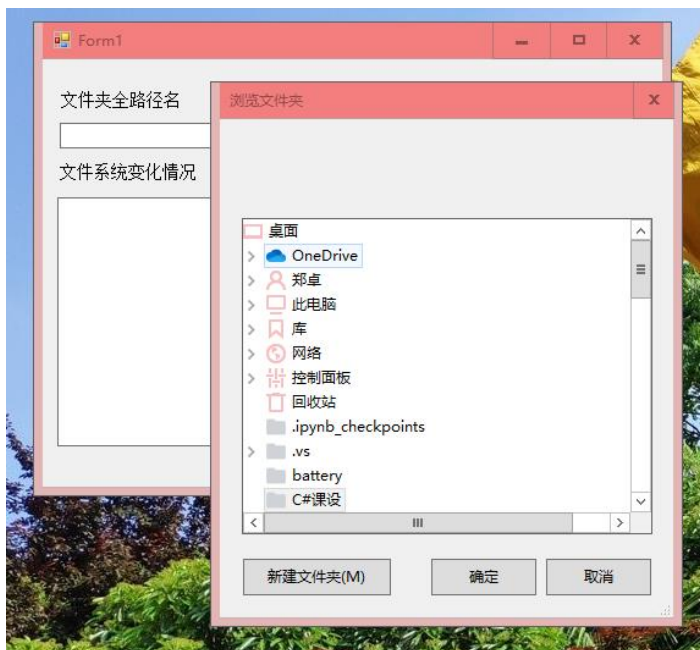 Form1
文件夹全路径名
文件系统变化情况
浏览文件夹
桌面
OneDrive
郑卓
此电脑
库
网络
控制面板
回收站
.ipynb_checkpoints
.vs
battery
C#课设
新建文件夹(M)
确定
取消